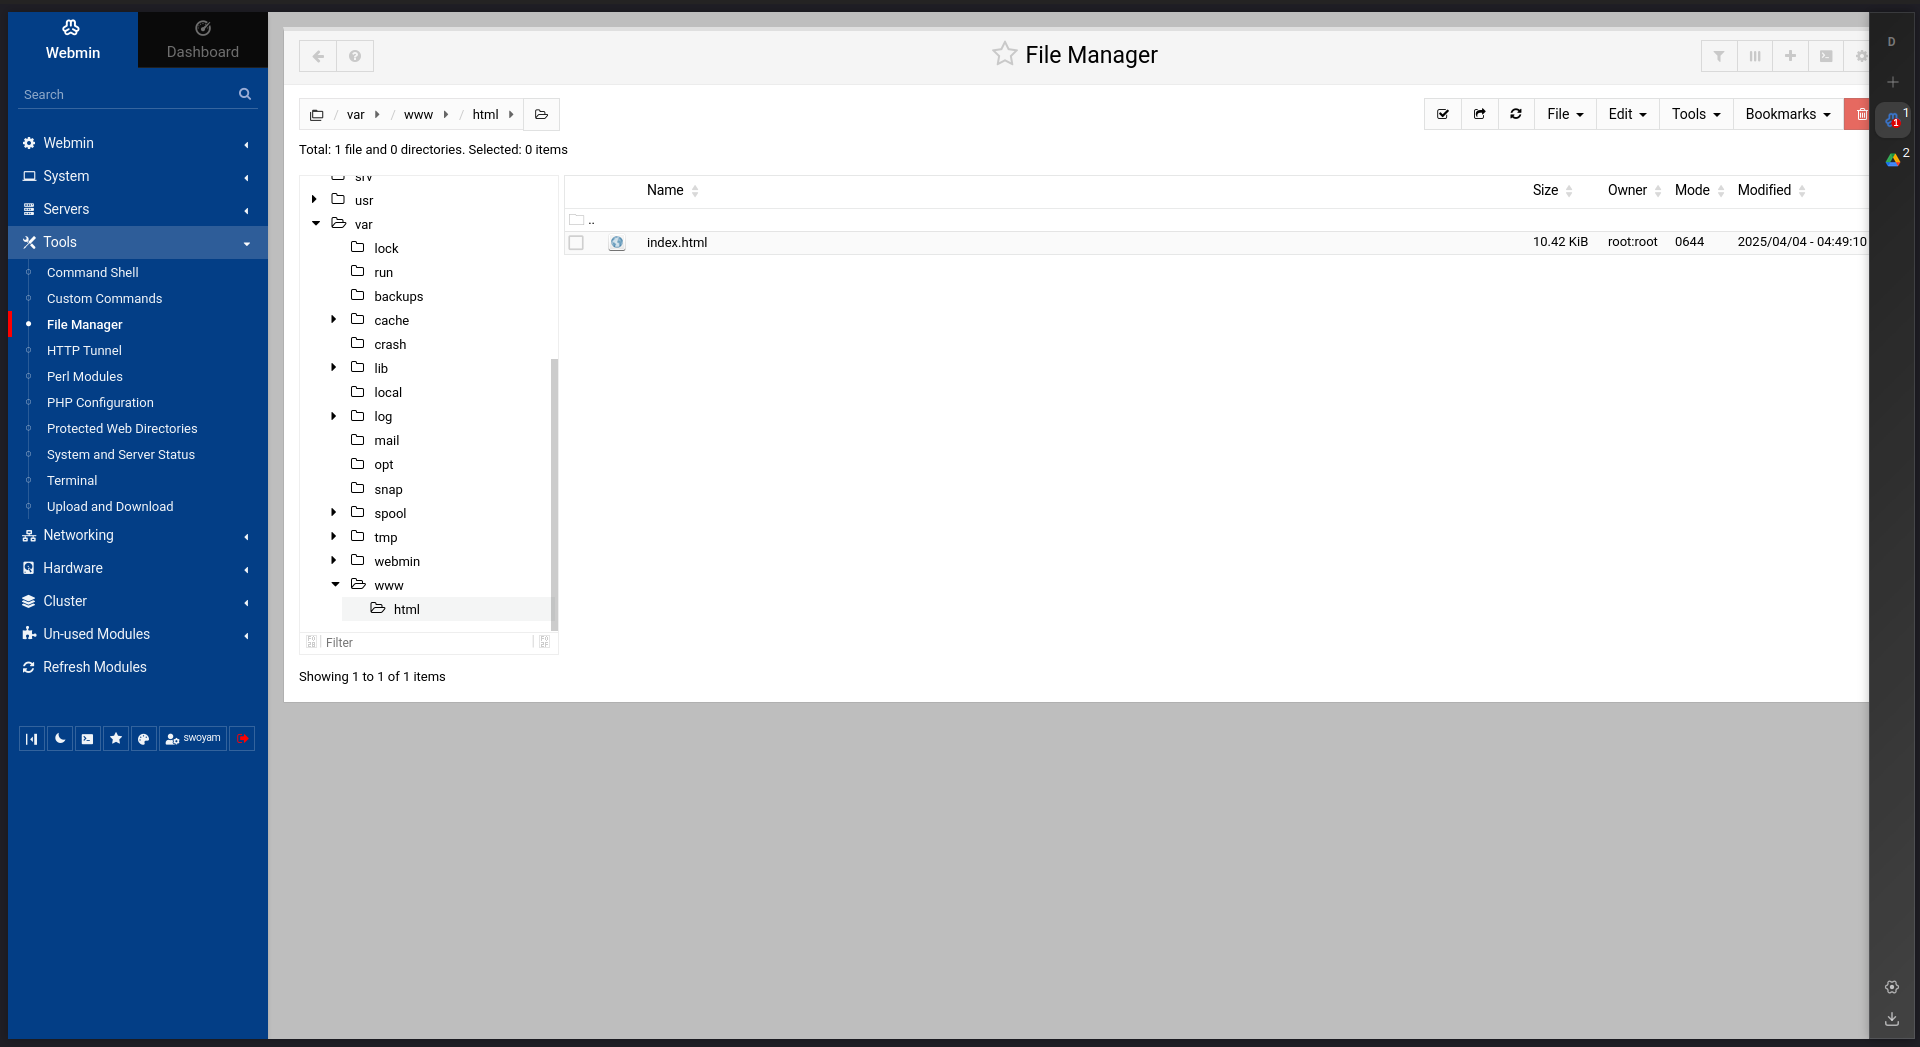 Webmin
Dashboard
Search
Webmin
System
Servers
Tools
Command Shell
Custom Commands
File Manager
HTTP Tunnel
Perl Modules
PHP Configuration
Protected Web Directories
System and Server Status
Terminal
Upload and Download
Networking
Hardware
Cluster
Un-used Modules
Refresh Modules
swoyam
File Manager
/ var / www / html
File Edit Tools Bookmarks
Total: 1 file and 0 directories. Selected: 0 items
srv
usr
var
lock
run
backups
cache
crash
lib
local
log
mail
opt
snap
spool
tmp
webmin
www
html
Filter
Name Size Owner Mode Modified
..
index.html 10.42 KiB root:root 0644 2025/04/04 - 04:49:10
Showing 1 to 1 of 1 items
D
1
1
2